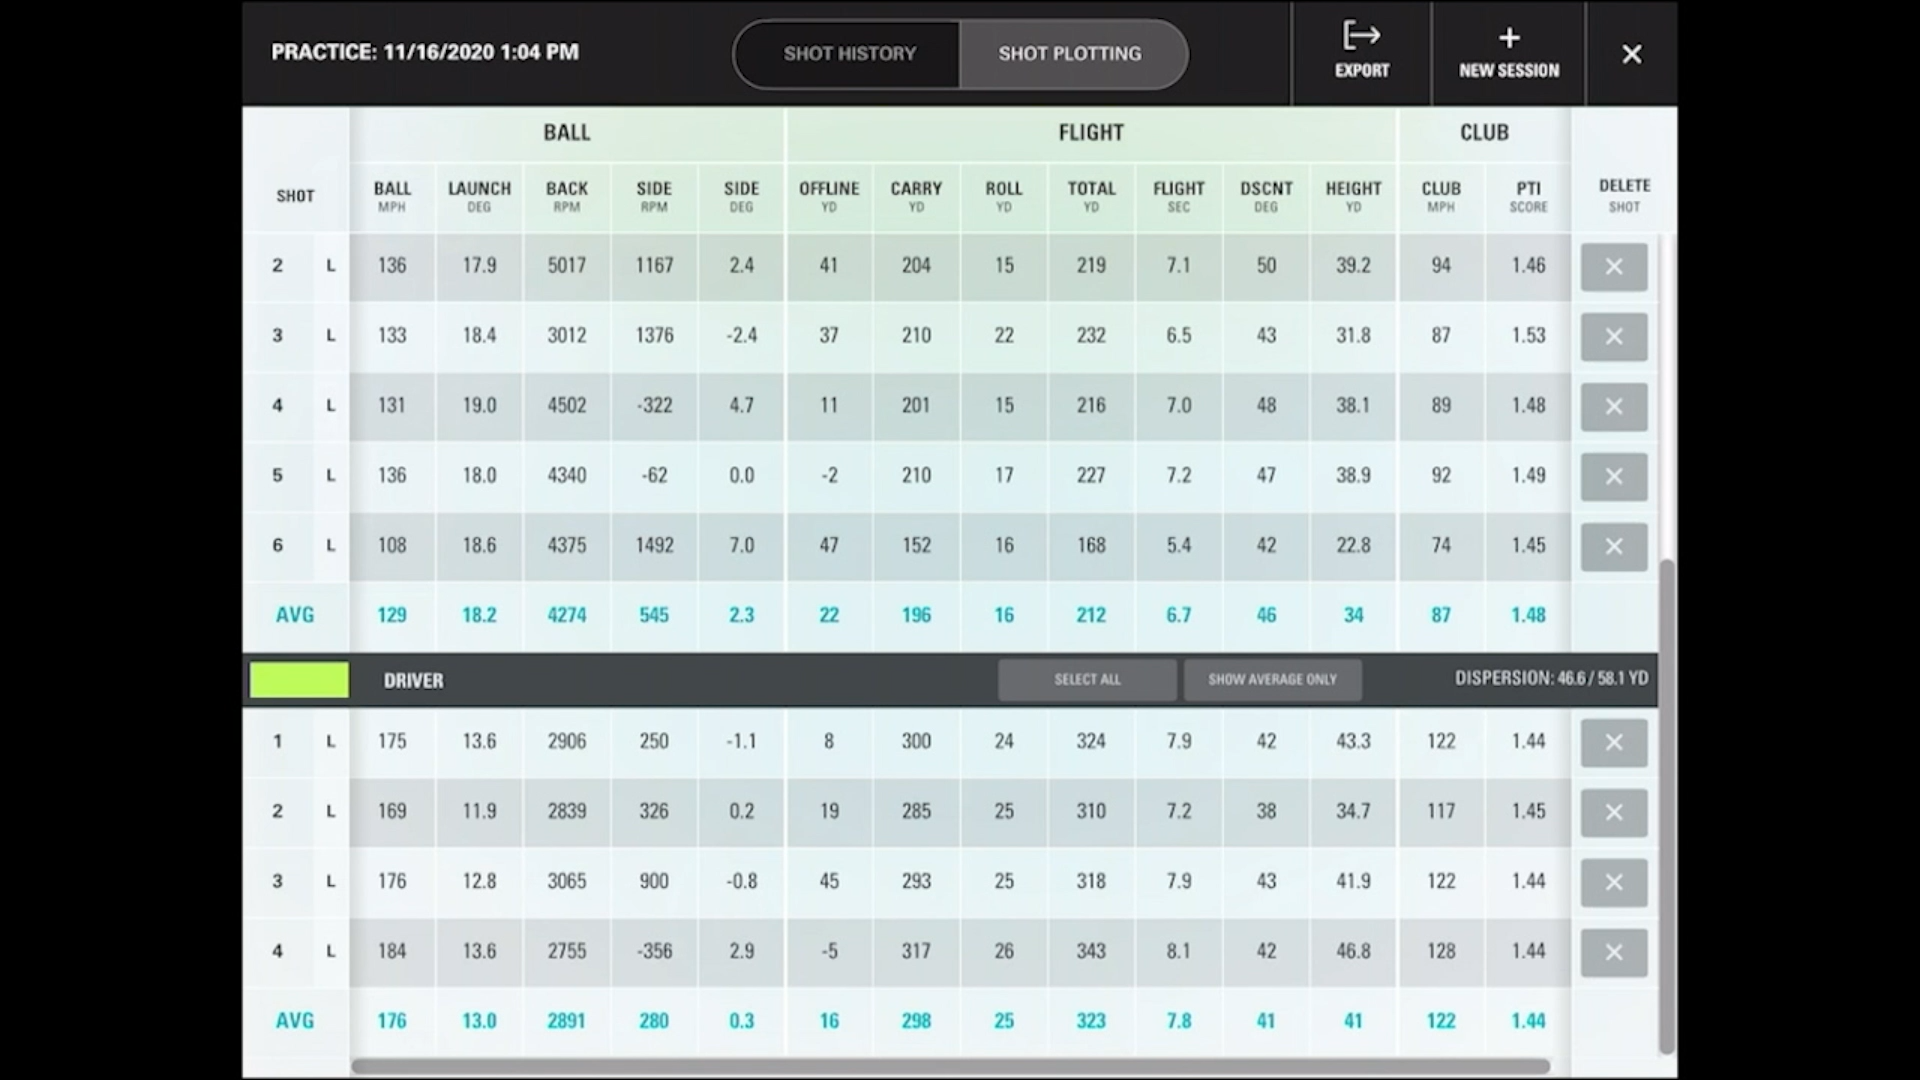 PRACTICE: 11/16/2020 1:04 PM
SHOT HISTORY SHOT PLOTTING
EXPORT
+ NEW SESSION
BALL FLIGHT CLUB
SHOT BALL MPH LAUNCH DEG BACK RPM SIDE RPM SIDE DEG OFFLINE YD CARRY YD ROLL YD TOTAL YD FLIGHT SEC DSCNT DEG HEIGHT YD CLUB MPH PTI SCORE DELETE SHOT
2 L 136 17.9 5017 1167 2.4 41 204 15 219 7.1 50 39.2 94 1.46
3 L 133 18.4 3012 1376 -2.4 37 210 22 232 6.5 43 31.8 87 1.53
4 L 131 19.0 4502 -322 4.7 11 201 15 216 7.0 48 38.1 89 1.48
5 L 136 18.0 4340 -62 0.0 -2 210 17 227 7.2 47 38.9 92 1.49
6 L 108 18.6 4375 1492 7.0 47 152 16 168 5.4 42 22.8 74 1.45
AVG 129 18.2 4274 545 2.3 22 196 16 212 6.7 46 34 87 1.48
DRIVER SELECT ALL SHOW AVERAGE ONLY DISPERSION: 46.6 / 58.1 YD
1 L 175 13.6 2906 250 -1.1 8 300 24 324 7.9 42 43.3 122 1.44
2 L 169 11.9 2839 326 0.2 19 285 25 310 7.2 38 34.7 117 1.45
3 L 176 12.8 3065 900 -0.8 45 293 25 318 7.9 43 41.9 122 1.44
4 L 184 13.6 2755 -356 2.9 -5 317 26 343 8.1 42 46.8 128 1.44
AVG 176 13.0 2891 280 0.3 16 298 25 323 7.8 41 41 122 1.44